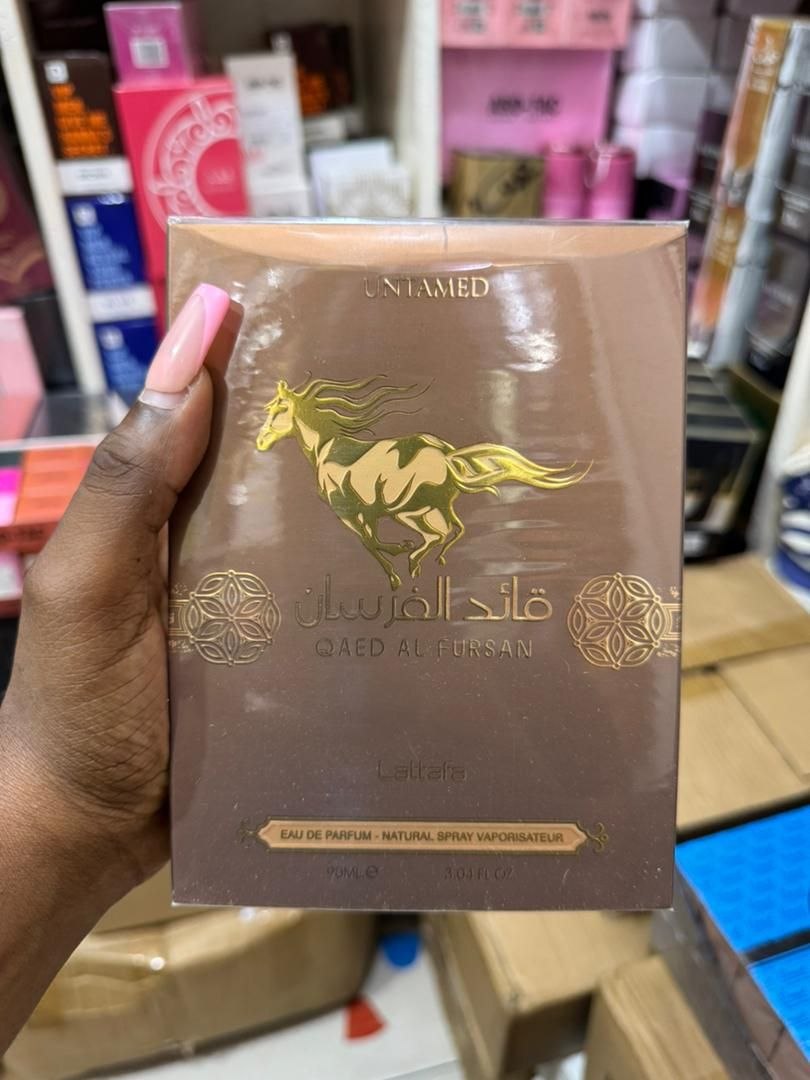 UNTAMED
قائد الفرسان
QAED AL FURSAN
Lattafa
EAU DE PARFUM - NATURAL SPRAY VAPORISATEUR
90ML.e 3.04 FL OZ